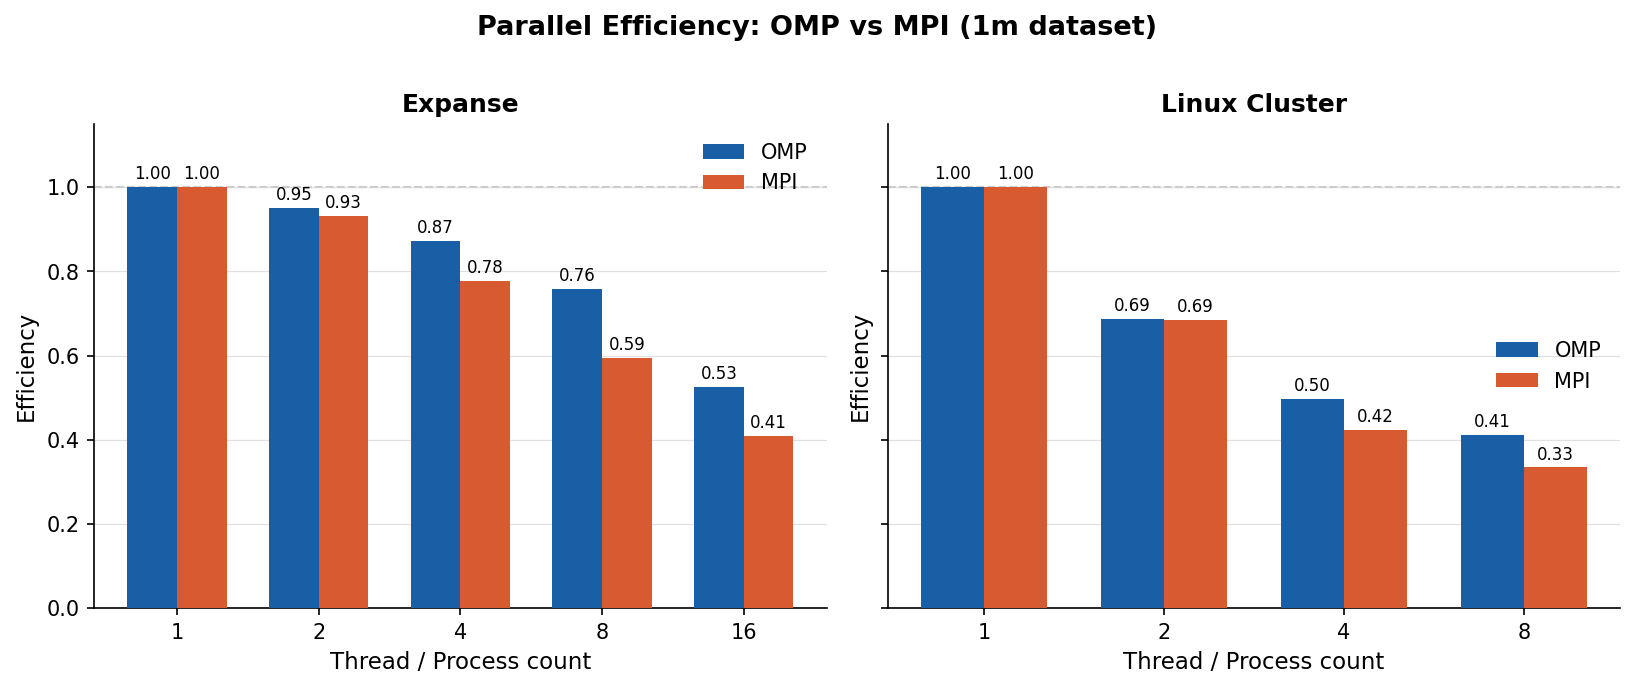 Parallel Efficiency: OMP vs MPI (1m dataset)
Expanse
OMP
MPI
1.00 1.00
0.95 0.93
0.87 0.78
0.76 0.59
0.53 0.41
1.0
0.8
0.6
0.4
0.2
0.0
Efficiency
1 2 4 8 16
Thread / Process count
Linux Cluster
OMP
MPI
1.00 1.00
0.69 0.69
0.50 0.42
0.41 0.33
Efficiency
1 2 4 8
Thread / Process count